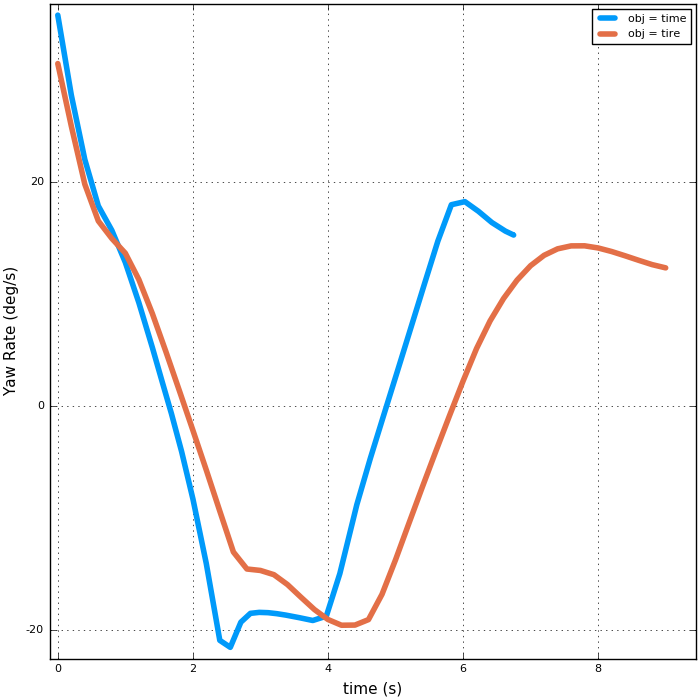 obj = time
obj = tire
Yaw Rate (deg/s)
20
0
-20
0 2 4 6 8
time (s)